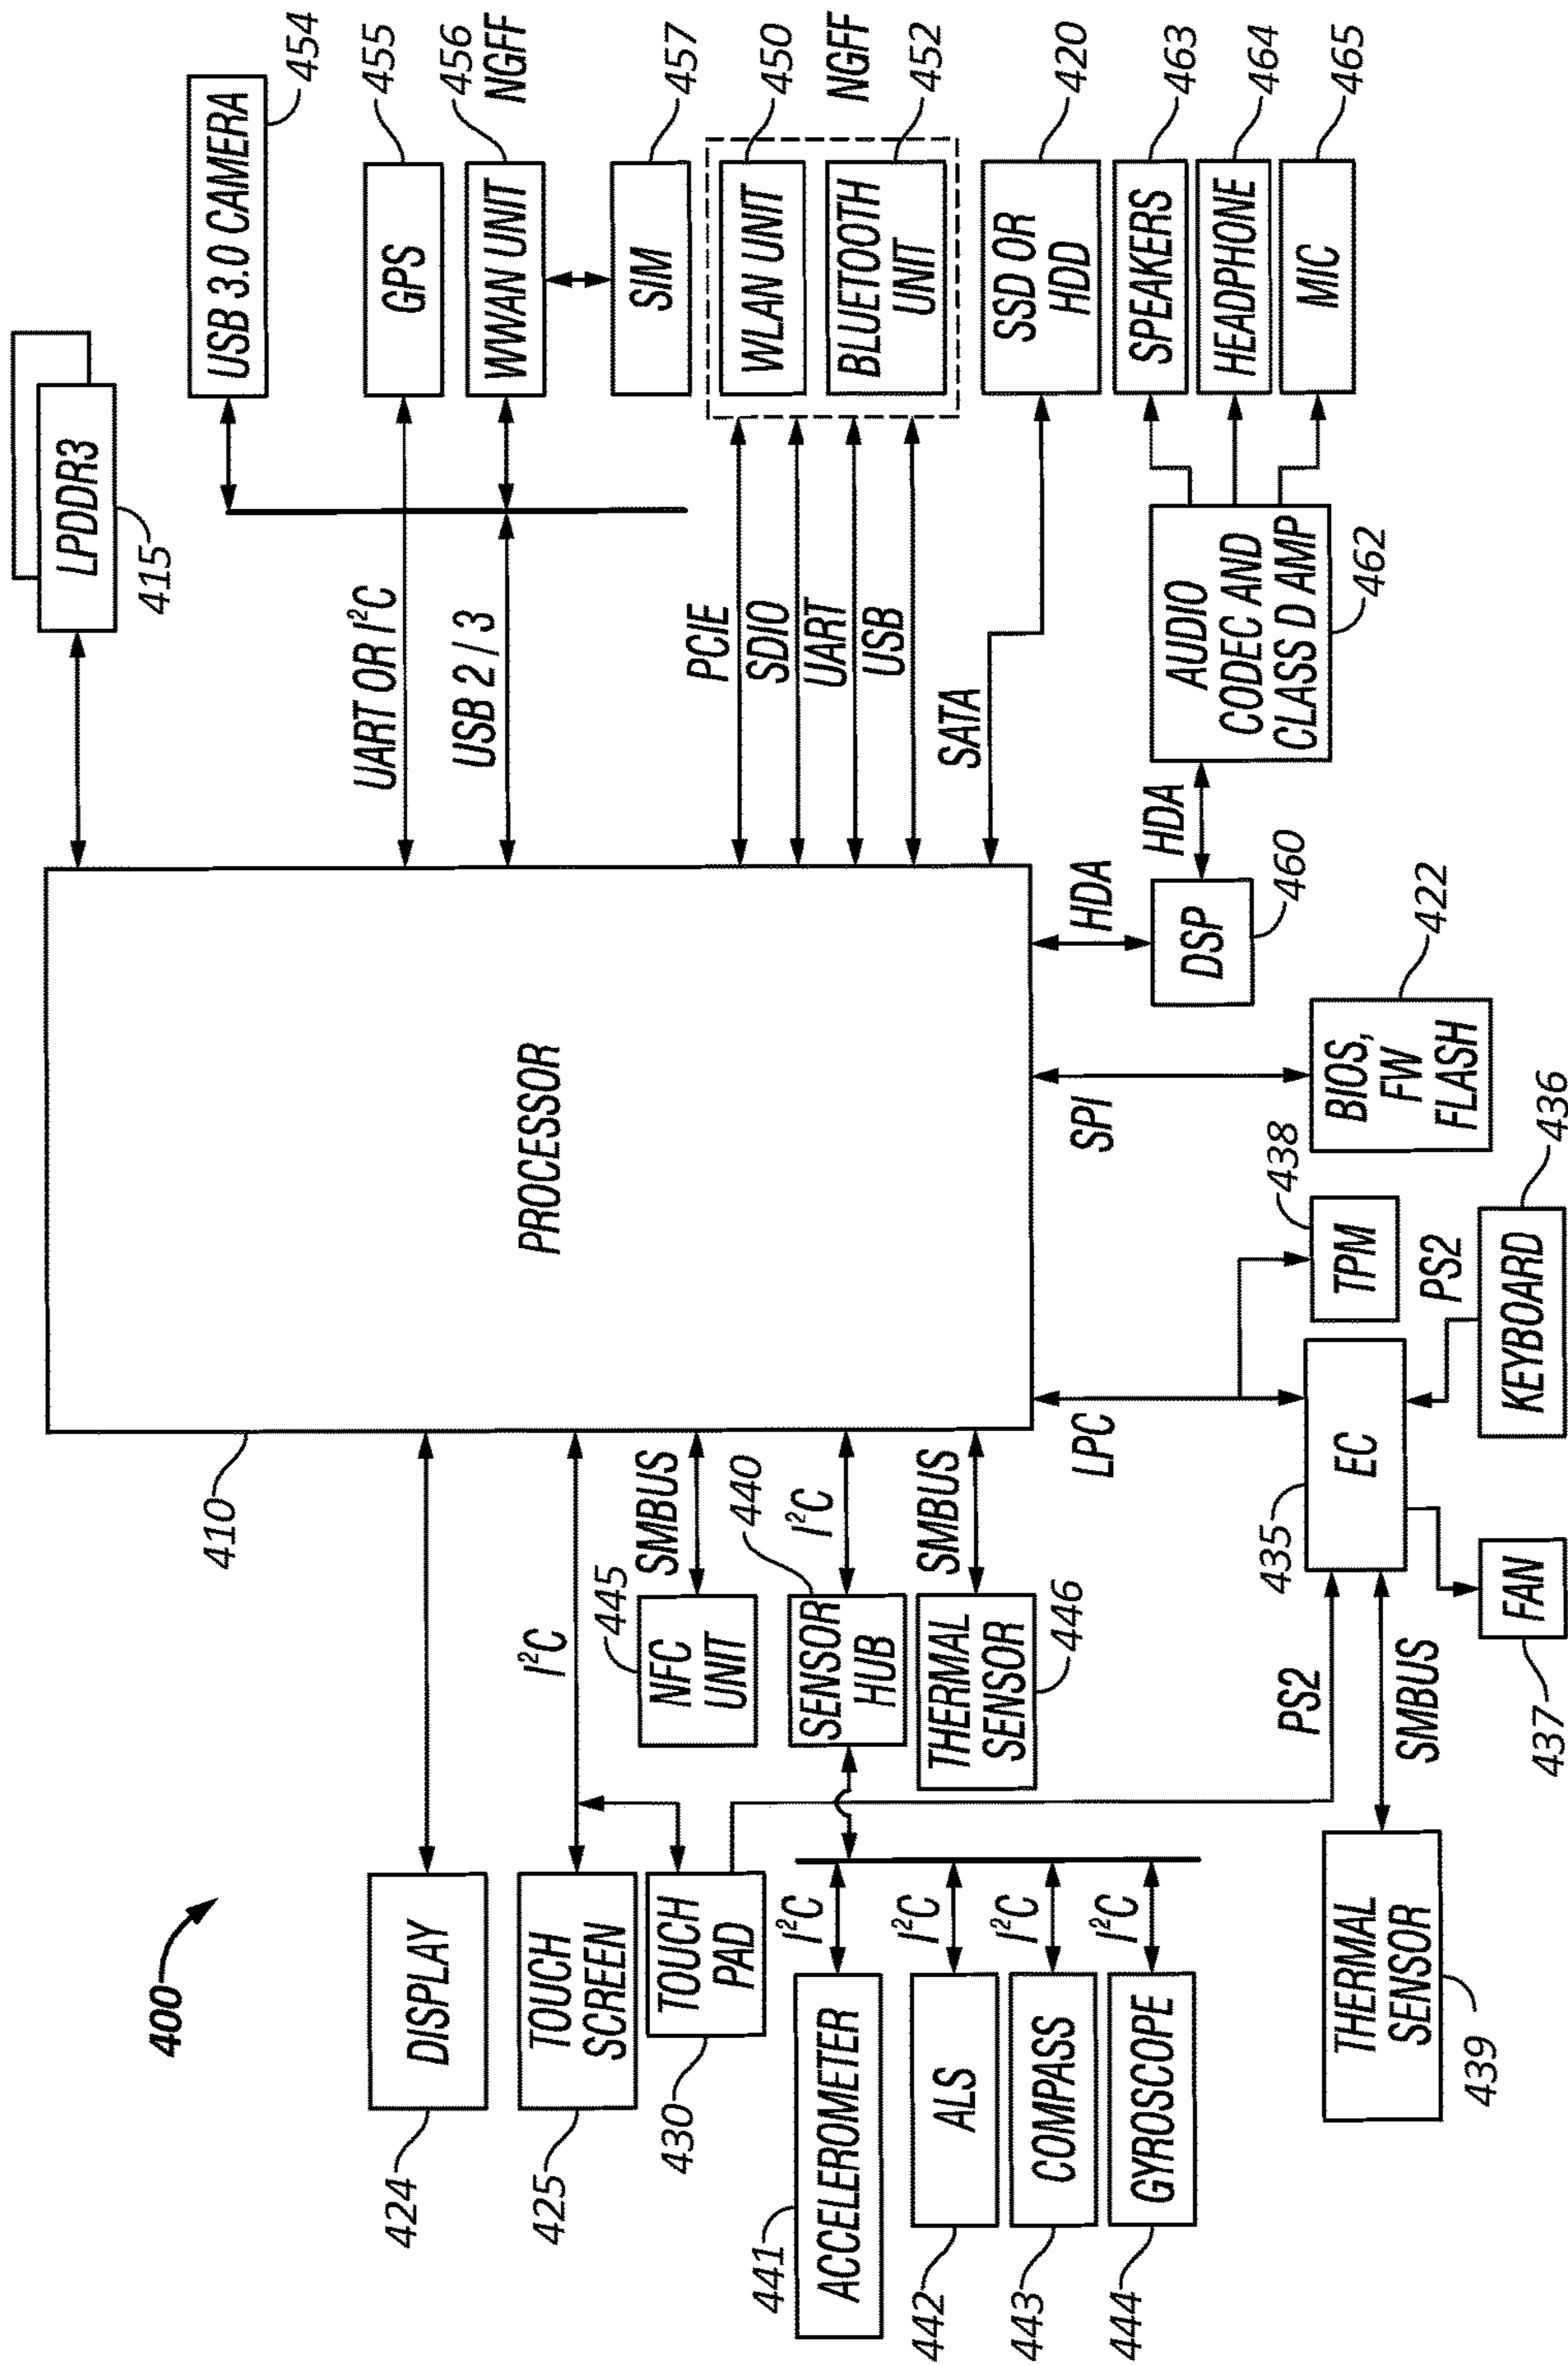 400
LPDDR3
415
USB 3.0 CAMERA
454
GPS
455
UART OR I²C
WWAN UNIT
456
NGFF
USB 2 / 3
SIM
457
WLAN UNIT
450
NGFF
BLUETOOTH
UNIT
452
PCIE
SDIO
UART
USB
SSD OR
HDD
420
SATA
SPEAKERS
463
HEADPHONE
464
MIC
465
AUDIO
CODEC AND
CLASS D AMP
462
HDA
DSP
460
HDA
PROCESSOR
410
DISPLAY
424
TOUCH
SCREEN
425
I²C
TOUCH
PAD
430
NFC
UNIT
445
SMBUS
SENSOR
HUB
440
I²C
THERMAL
SENSOR
446
SMBUS
ACCELEROMETER
441
I²C
ALS
442
I²C
COMPASS
443
I²C
GYROSCOPE
444
I²C
THERMAL
SENSOR
439
SMBUS
PS2
LPC
EC
435
FAN
437
KEYBOARD
436
PS2
TPM
438
SPI
BIOS,
FW
FLASH
422